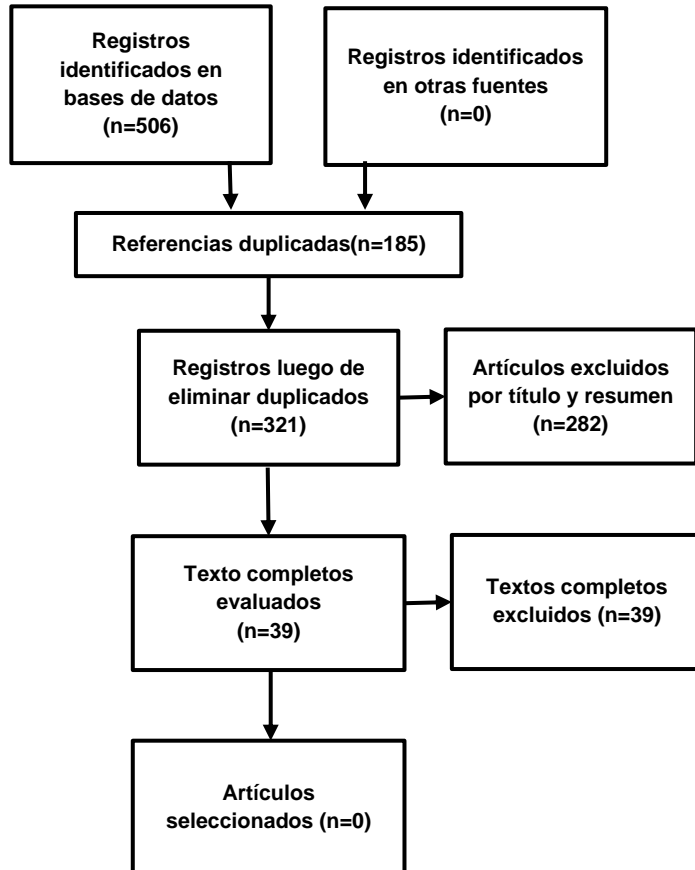 Registros
identificados en
bases de datos
(n=506)
Registros identificados
en otras fuentes
(n=0)
Referencias duplicadas(n=185)
Registros luego de
eliminar duplicados
(n=321)
Artículos excluidos
por título y resumen
(n=282)
Texto completos
evaluados
(n=39)
Textos completos
excluidos (n=39)
Artículos
seleccionados (n=0)